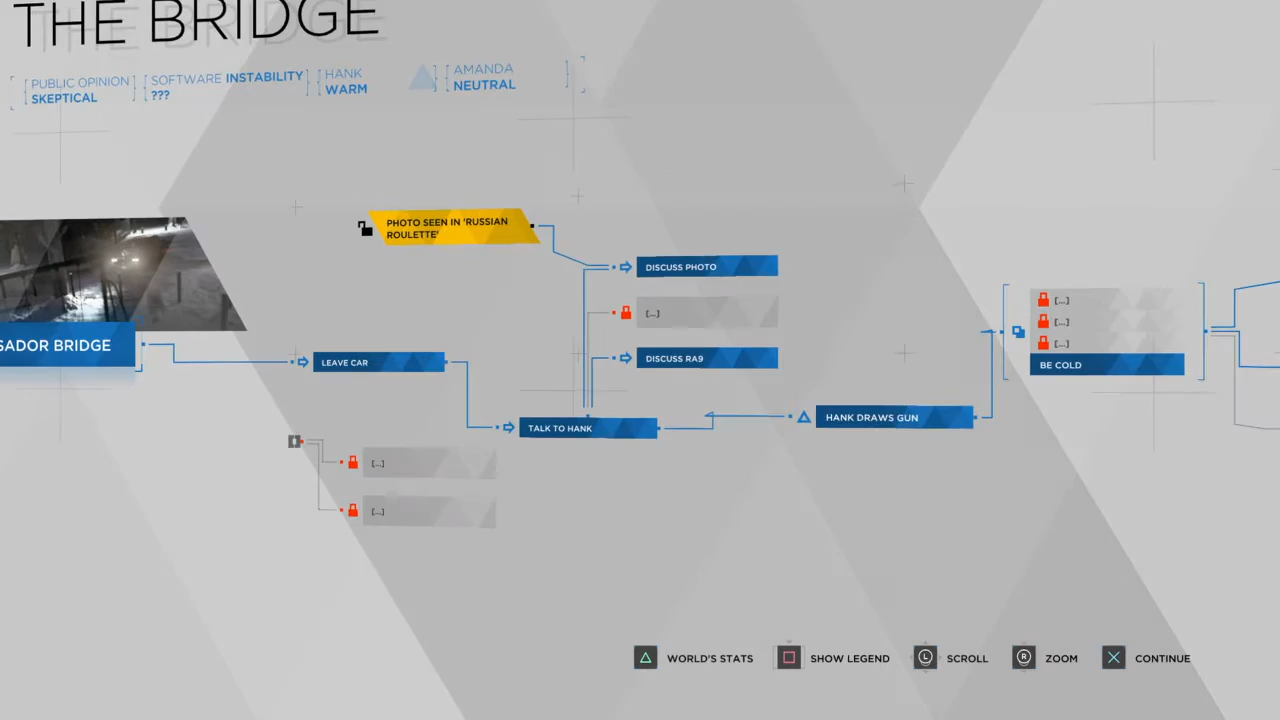 THE BRIDGE
PUBLIC OPINION
SKEPTICAL
SOFTWARE INSTABILITY
???
HANK
WARM
AMANDA
NEUTRAL
PHOTO SEEN IN 'RUSSIAN
ROULETTE'
DISCUSS PHOTO
[...]
DISCUSS RA9
SADOR BRIDGE
LEAVE CAR
TALK TO HANK
HANK DRAWS GUN
[...]
[...]
[...]
BE COLD
[...]
[...]
WORLD'S STATS
SHOW LEGEND
L
SCROLL
R
ZOOM
CONTINUE